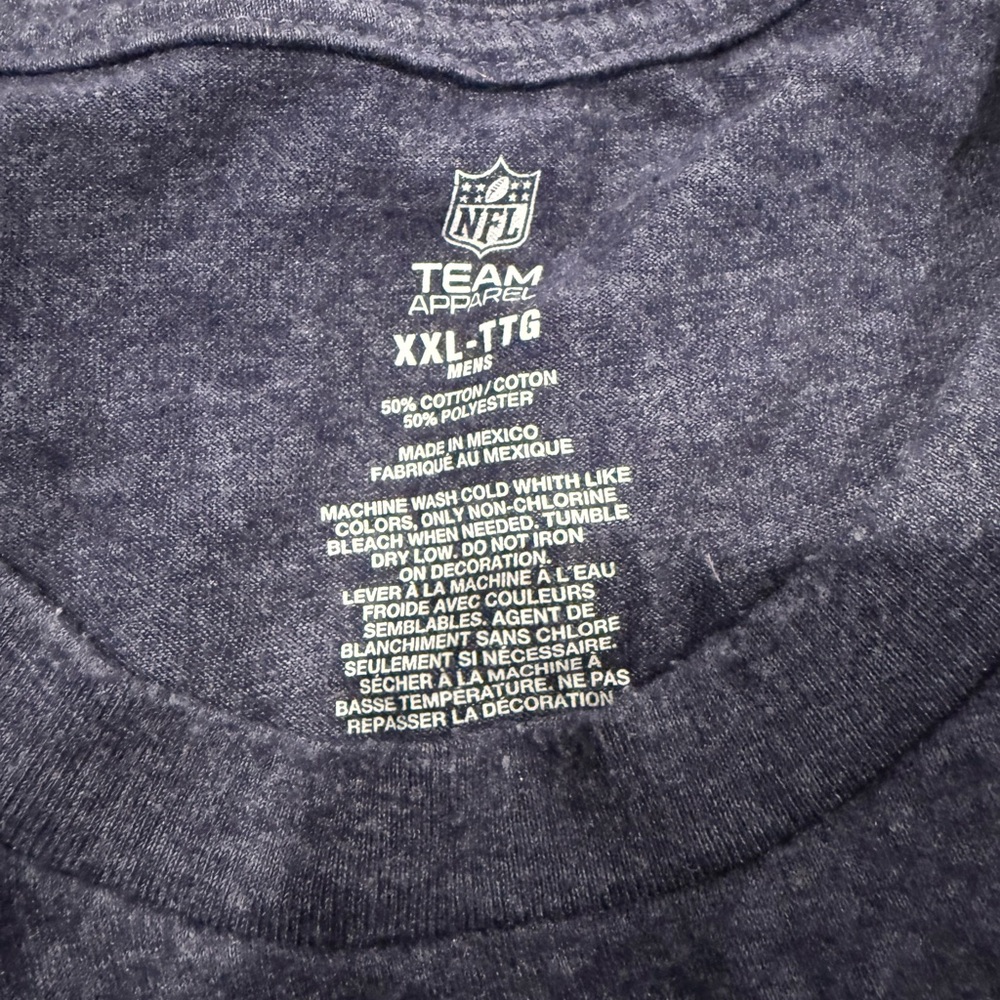 NFL
TEAM
APPAREL
XXL-TTG
MENS
50% COTTON/COTON
50% POLYESTER
MADE IN MEXICO
FABRIQUÉ AU MEXIQUE
MACHINE WASH COLD WHITH LIKE
COLORS, ONLY NON-CHLORINE
BLEACH WHEN NEEDED. TUMBLE
DRY LOW. DO NOT IRON
ON DECORATION.
LEVER À LA MACHINE À L'EAU
FROIDE AVEC COULEURS
SEMBLABLES. AGENT DE
BLANCHIMENT SANS CHLORE
SEULEMENT SI NÉCESSAIRE.
SÉCHER À LA MACHINE À
BASSE TEMPÉRATURE. NE PAS
REPASSER LA DÉCORATION